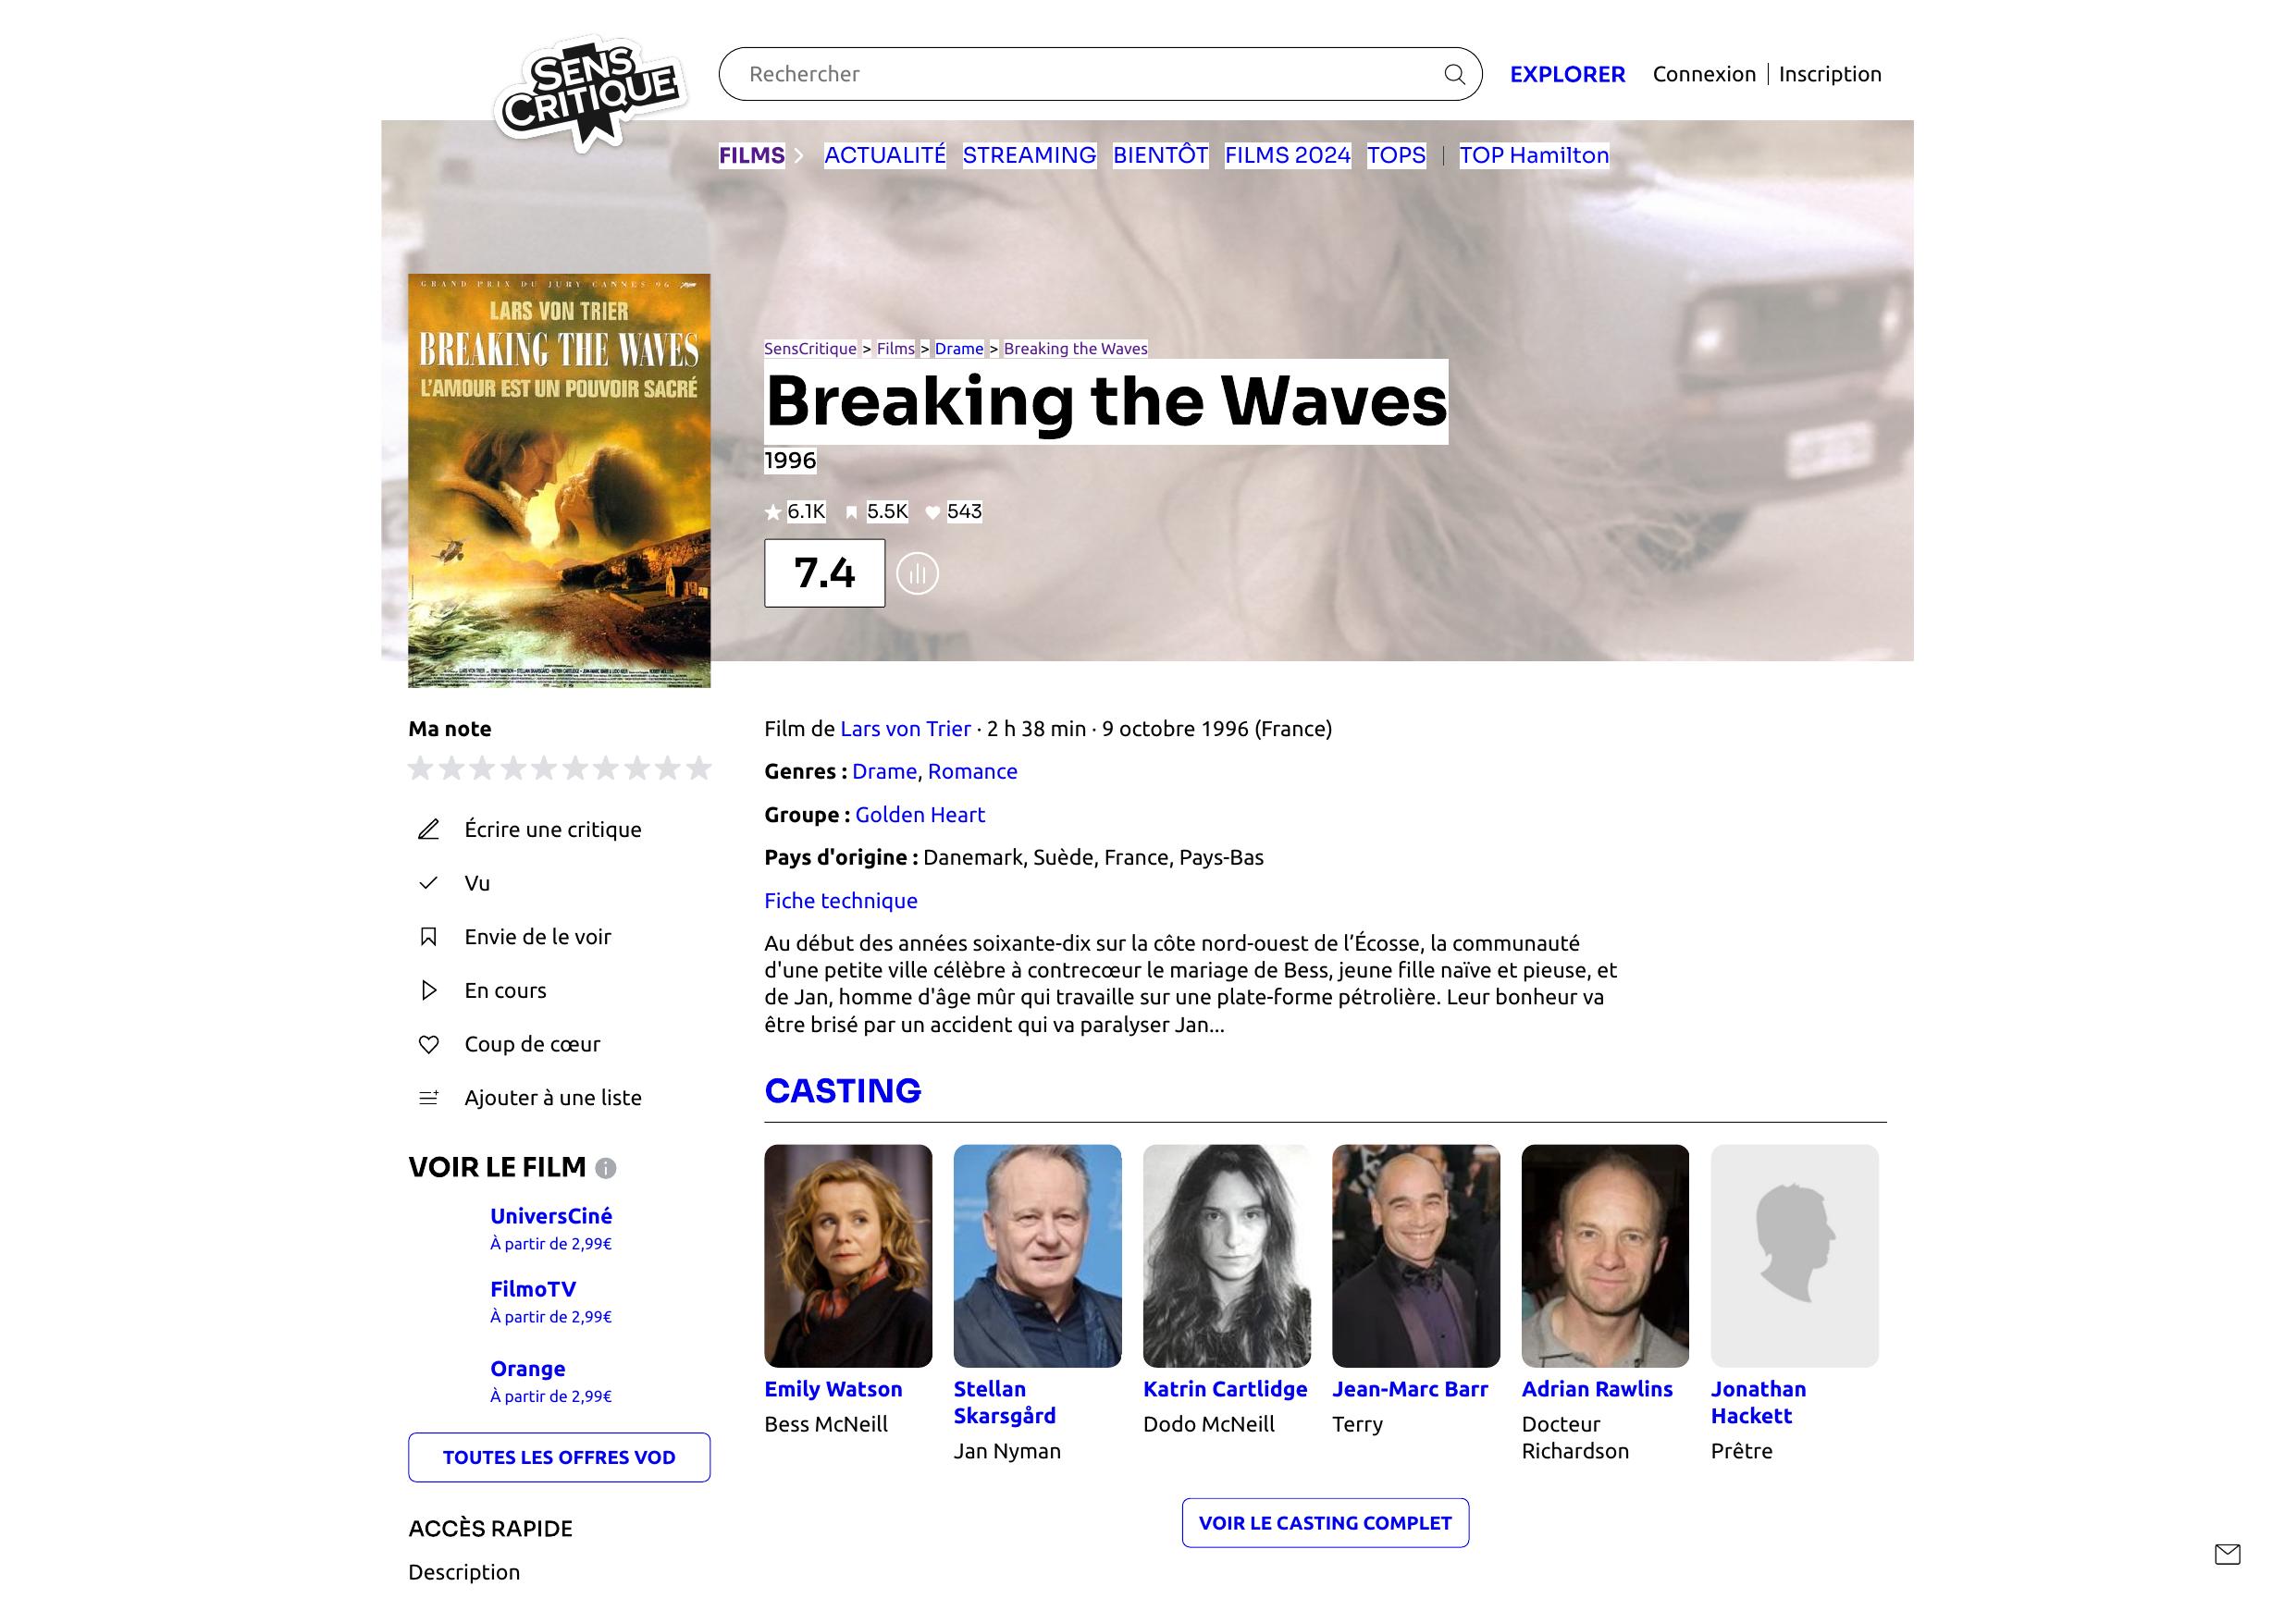 SENS
CRITIQUE
Rechercher
EXPLORER
Connexion
Inscription
FILMS
ACTUALITÉ
STREAMING
BIENTÔT
FILMS 2024
TOPS
TOP Hamilton
GRAND PRIX DU JURY CANNES 96
LARS VON TRIER
BREAKING THE WAVES
L'AMOUR EST UN POUVOIR SACRÉ
SensCritique > Films > Drame > Breaking the Waves
Breaking the Waves
1996
6.1K
5.5K
543
7.4
Ma note
Écrire une critique
Vu
Envie de le voir
En cours
Coup de cœur
Ajouter à une liste
VOIR LE FILM
UniversCiné
À partir de 2,99€
FilmoTV
À partir de 2,99€
Orange
À partir de 2,99€
TOUTES LES OFFRES VOD
ACCÈS RAPIDE
Description
Film de Lars von Trier · 2 h 38 min · 9 octobre 1996 (France)
Genres : Drame, Romance
Groupe : Golden Heart
Pays d'origine : Danemark, Suède, France, Pays-Bas
Fiche technique
Au début des années soixante-dix sur la côte nord-ouest de l’Écosse, la communauté
d'une petite ville célèbre à contrecœur le mariage de Bess, jeune fille naïve et pieuse, et
de Jan, homme d'âge mûr qui travaille sur une plate-forme pétrolière. Leur bonheur va
être brisé par un accident qui va paralyser Jan...
CASTING
Emily Watson
Bess McNeill
Stellan
Skarsgård
Jan Nyman
Katrin Cartlidge
Dodo McNeill
Jean-Marc Barr
Terry
Adrian Rawlins
Docteur
Richardson
Jonathan
Hackett
Prêtre
VOIR LE CASTING COMPLET